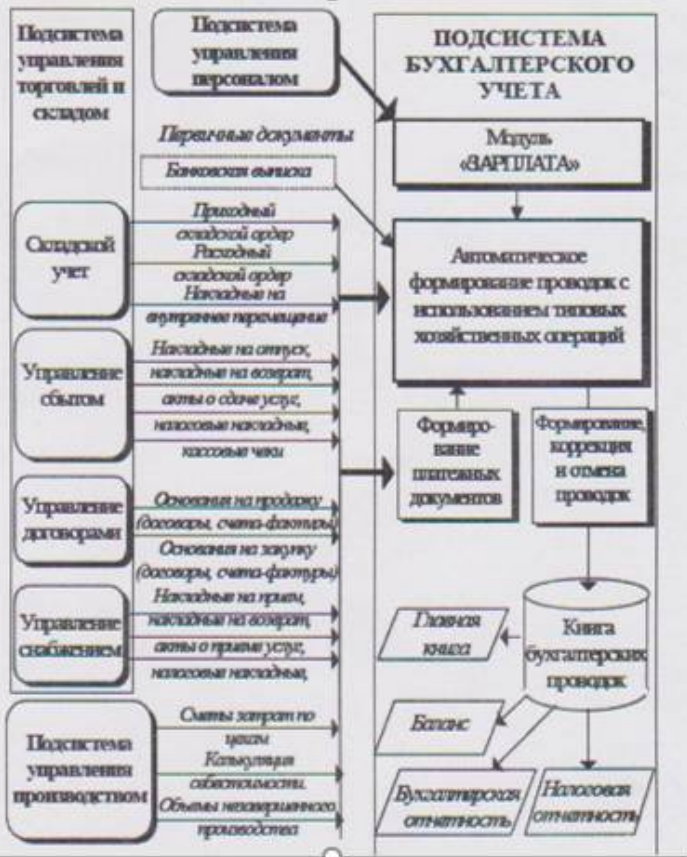 Подсистема
управления
торговлей и
складом
Подсистема
управления
персоналом
ПОДСИСТЕМА
БУХГАЛТЕРСКОГО
УЧЕТА
Первичные документы
Банковская выписка
Модуль
«ЗАРПЛАТА»
Складской
учет
Приходный
складской ордер
Расходный
складской ордер
Накладные на
внутреннее перемещение
Автоматическое
формирование проводок с
использованием типовых
хозяйственных операций
Управление
сбытом
Накладные на отпуск,
накладные на возврат,
акты о сдаче услуг,
налоговые накладные,
кассовые чеки
Формиро-
вание
платежных
документов
Формирование,
коррекция
и отмена
проводок
Управление
договорами
Основания на продажу
(договоры, счета-фактуры)
Основания на закупку
(договоры, счета-фактуры)
Управление
снабжением
Накладные на прием,
накладные на возврат,
акты о приеме услуг,
налоговые накладные,
Главная
книга
Книга
бухгалтерских
проводок
Баланс
Бухгалтирская
отчетность
Налоговая
отчетность
Подсистема
управления
производством
Сметы затрат по
цехам
Калькуляция
себестоимости.
Объемы незавершенного
производства